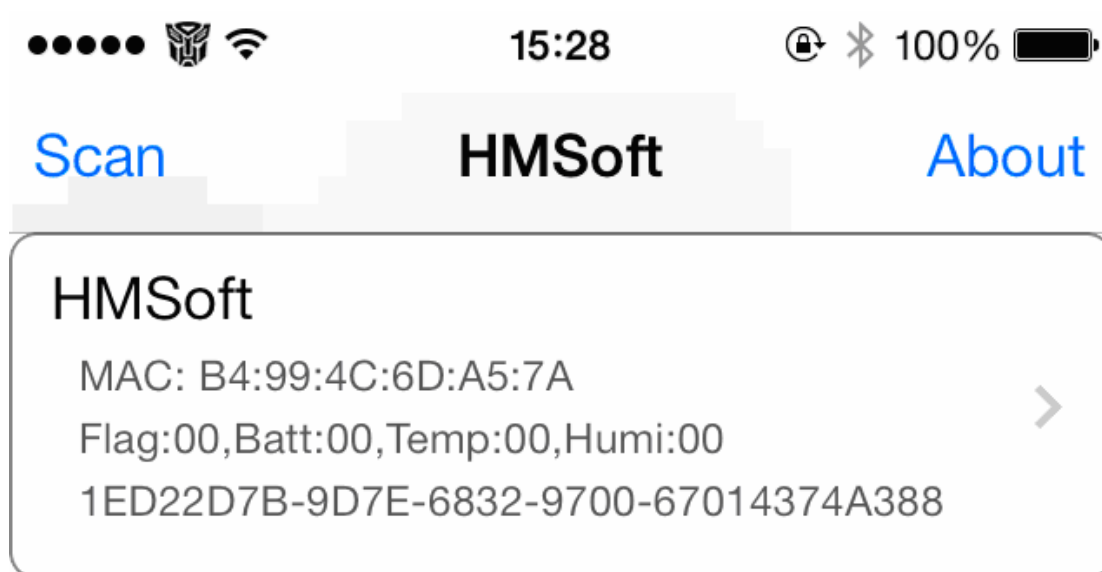 15:28 100%
Scan HMSoft About
HMSoft
MAC: B4:99:4C:6D:A5:7A
Flag:00,Batt:00,Temp:00,Humi:00
1ED22D7B-9D7E-6832-9700-67014374A388